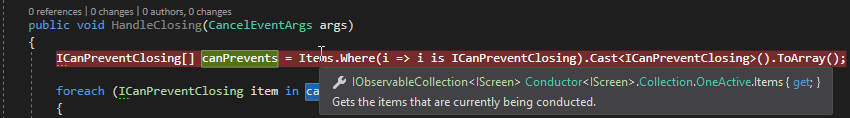 0 references | 0 changes | 0 authors, 0 changes
public void HandleClosing(CancelEventArgs args)
{
ICanPreventClosing[] canPrevents = Items.Where(i => i is ICanPreventClosing).Cast<ICanPreventClosing>().ToArray();
IObservableCollection<IScreen> Conductor<IScreen>.Collection.OneActive.Items { get; }
Gets the items that are currently being conducted.
foreach (ICanPreventClosing item in ca
{